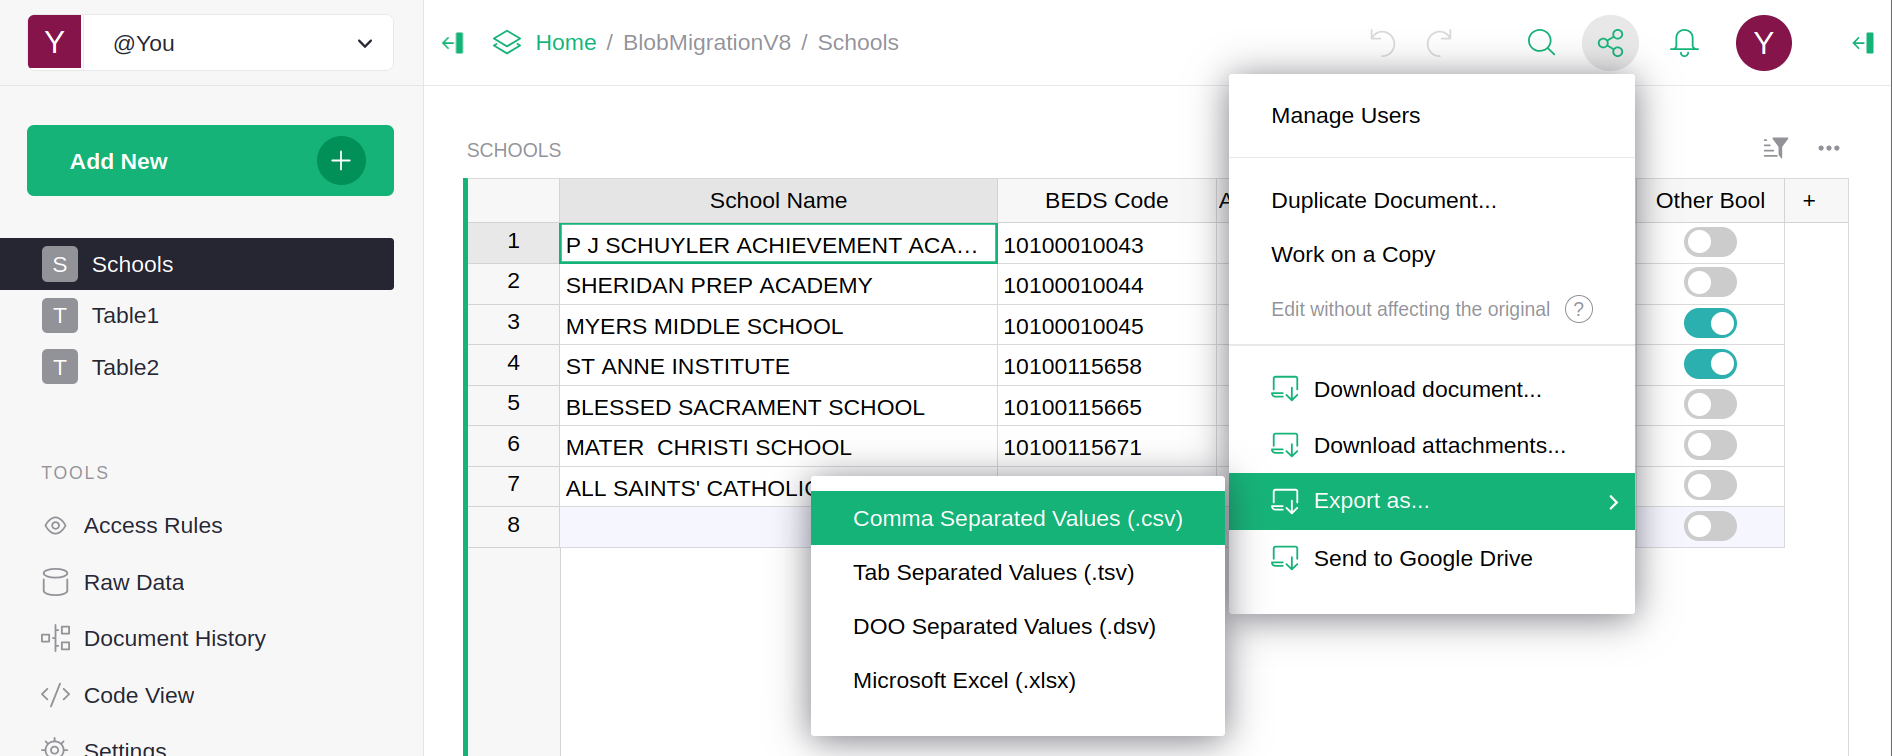 Y @You
Home / BlobMigrationV8 / Schools
Y
Add New
Schools
S
T Table1
T Table2
TOOLS
Access Rules
Raw Data
Document History
Code View
Settings
SCHOOLS
School Name BEDS Code A Other Bool +
1 P J SCHUYLER ACHIEVEMENT ACA… 10100010043
2 SHERIDAN PREP ACADEMY 10100010044
3 MYERS MIDDLE SCHOOL 10100010045
4 ST ANNE INSTITUTE 10100115658
5 BLESSED SACRAMENT SCHOOL 10100115665
6 MATER  CHRISTI SCHOOL 10100115671
7 ALL SAINTS' CATHOLIC
8
Manage Users
Duplicate Document...
Work on a Copy
Edit without affecting the original ?
Download document...
Download attachments...
Export as...
Send to Google Drive
Comma Separated Values (.csv)
Tab Separated Values (.tsv)
DOO Separated Values (.dsv)
Microsoft Excel (.xlsx)